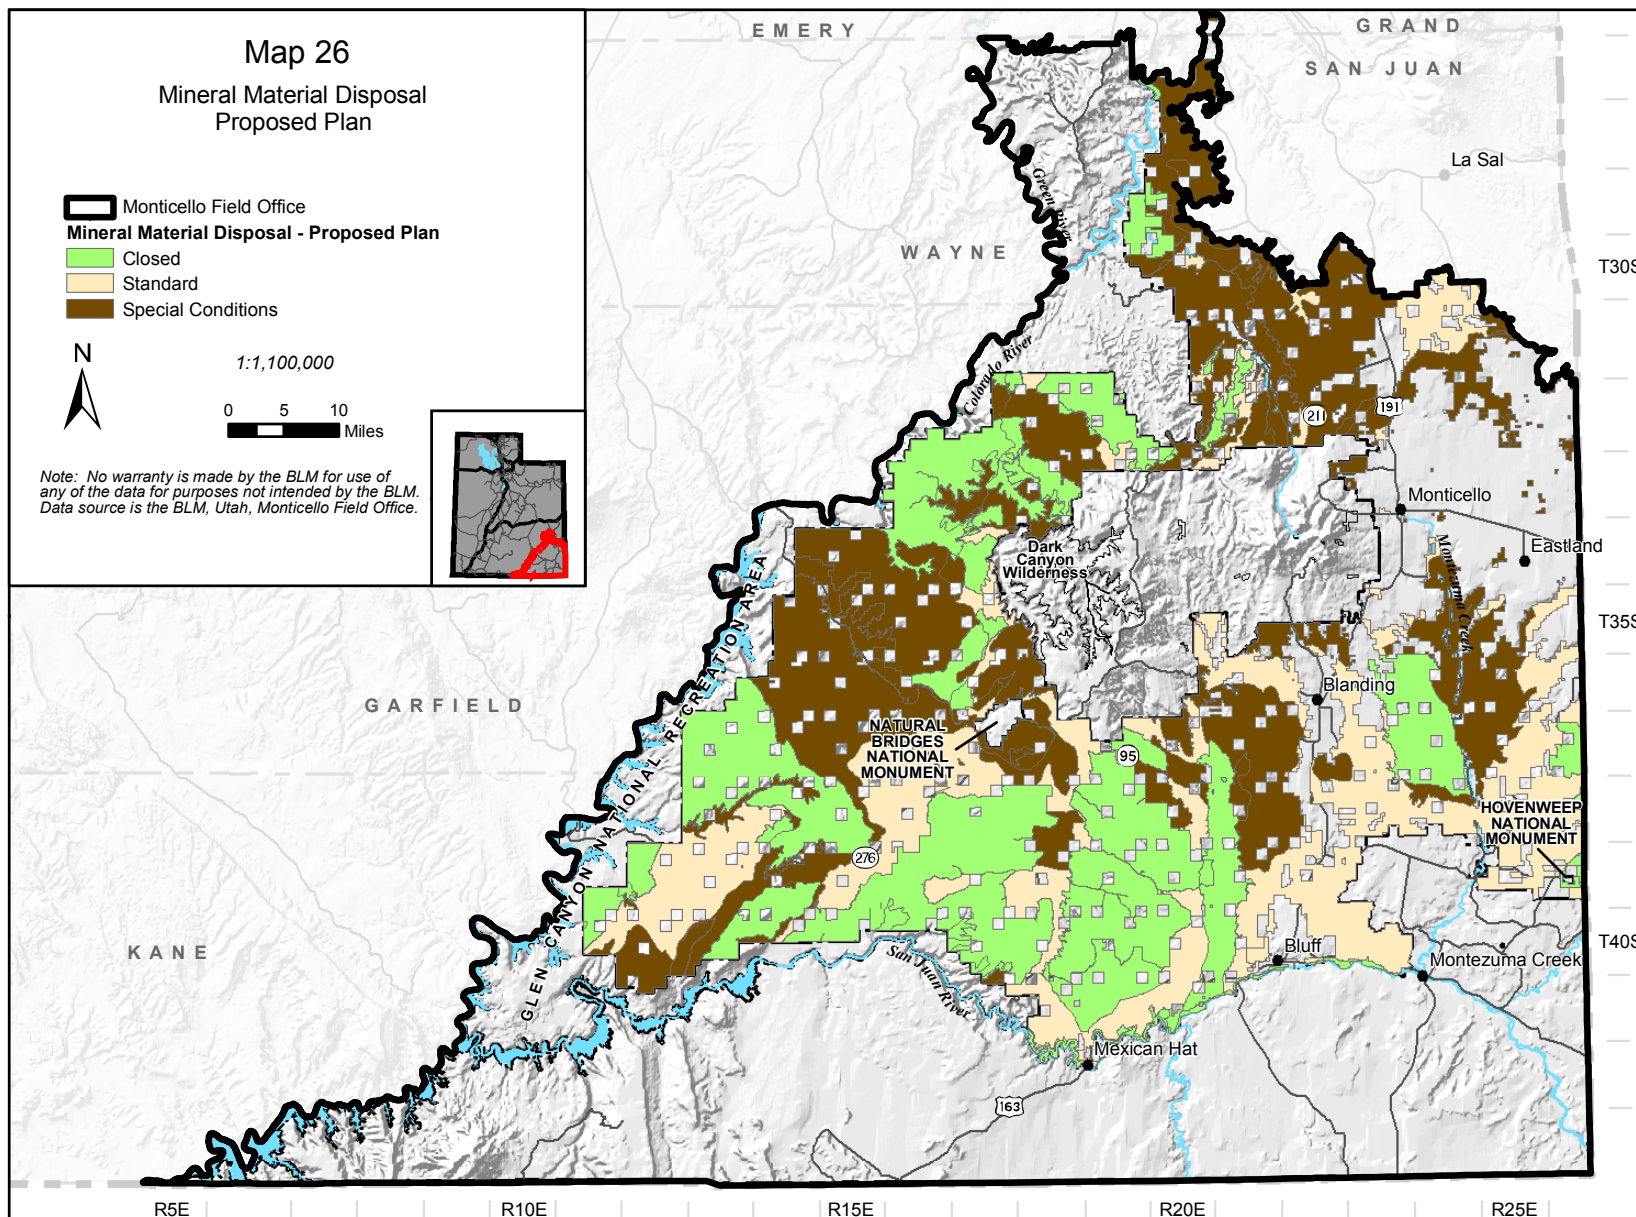 Map 26
Mineral Material Disposal
Proposed Plan
Monticello Field Office
Mineral Material Disposal - Proposed Plan
Closed
Standard
Special Conditions
N
1:1,100,000
0 5 10
Miles
Note: No warranty is made by the BLM for use of
any of the data for purposes not intended by the BLM.
Data source is the BLM, Utah, Monticello Field Office.
EMERY
GRAND
SAN JUAN
La Sal
Green River
WAYNE
T30S
Colorado River
211
191
Monticello
Eastland
Montezuma Creek
Dark
Canyon
Wilderness
T35S
GARFIELD
GLEN CANYON NATIONAL RECREATION AREA
Blanding
NATURAL
BRIDGES
NATIONAL
MONUMENT
95
HOVENWEEP
NATIONAL
MONUMENT
276
KANE
San Juan River
Bluff
T40S
Montezuma Creek
Mexican Hat
163
R5E
R10E
R15E
R20E
R25E